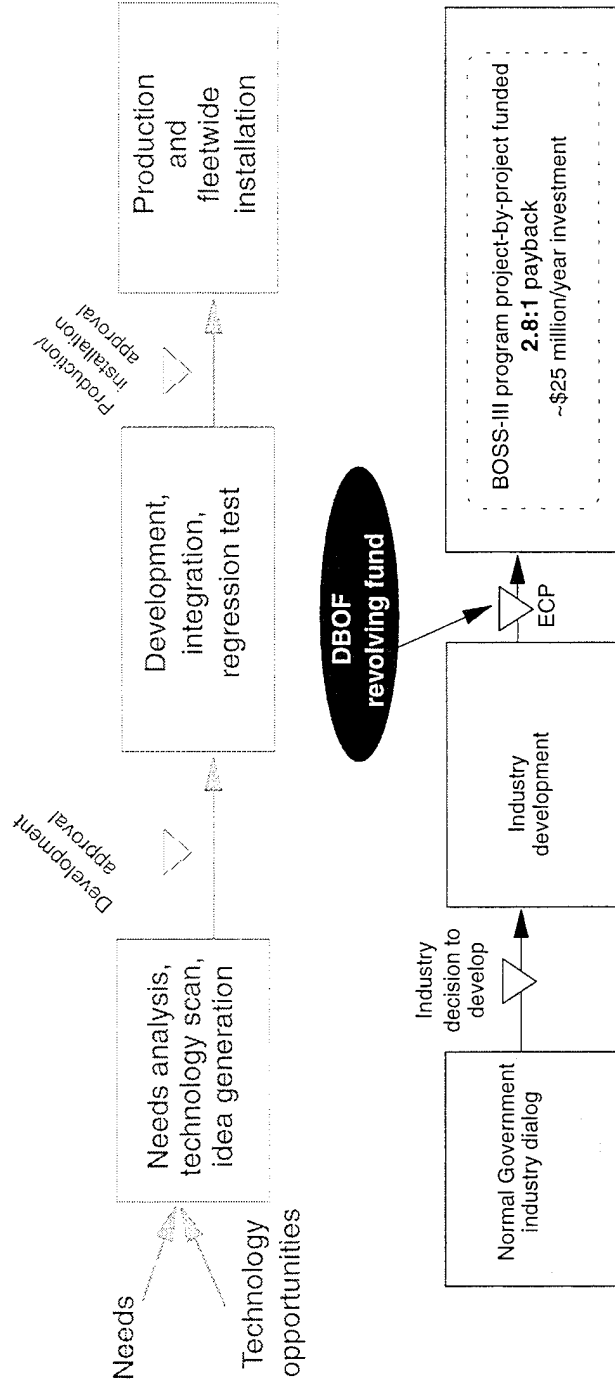 Needs
Technology
opportunities
Needs analysis,
technology scan,
idea generation
Development
approval
Development,
integration,
regression test
Production/
installation
approval
Production
and
fleetwide
installation
DBOF
revolving fund
Normal Government
industry dialog
Industry
decision to
develop
Industry
development
ECP
BOSS-III program project-by-project funded
2.8:1 payback
~$25 million/year investment